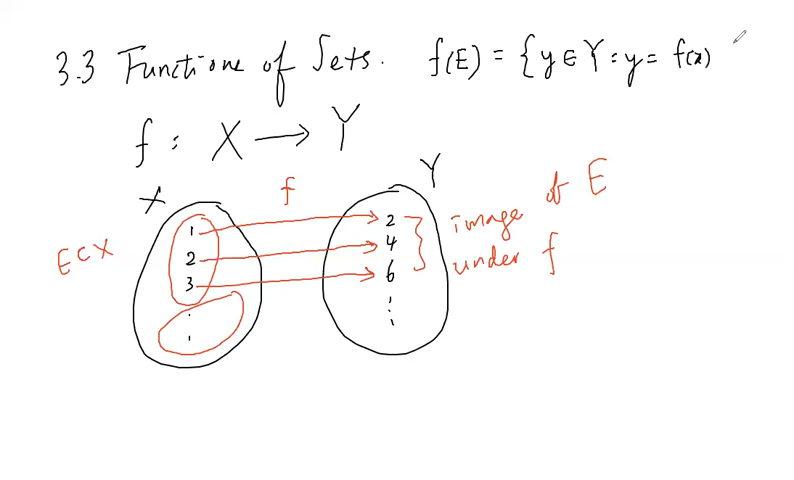 3.3 Functions of Sets. f(E) = {y ∈ Y : y = f(x)
f : X → Y
X f Y
E ⊂ X
1 2
2 4
3 6
image of E
under f